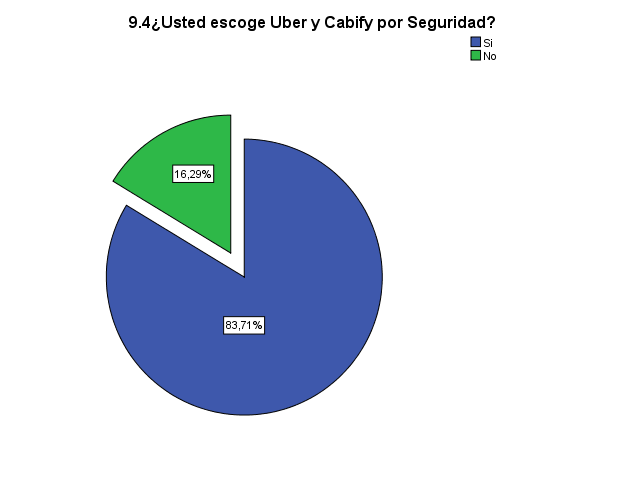 9.4¿Usted escoge Uber y Cabify por Seguridad?
Si
No
16,29%
83,71%